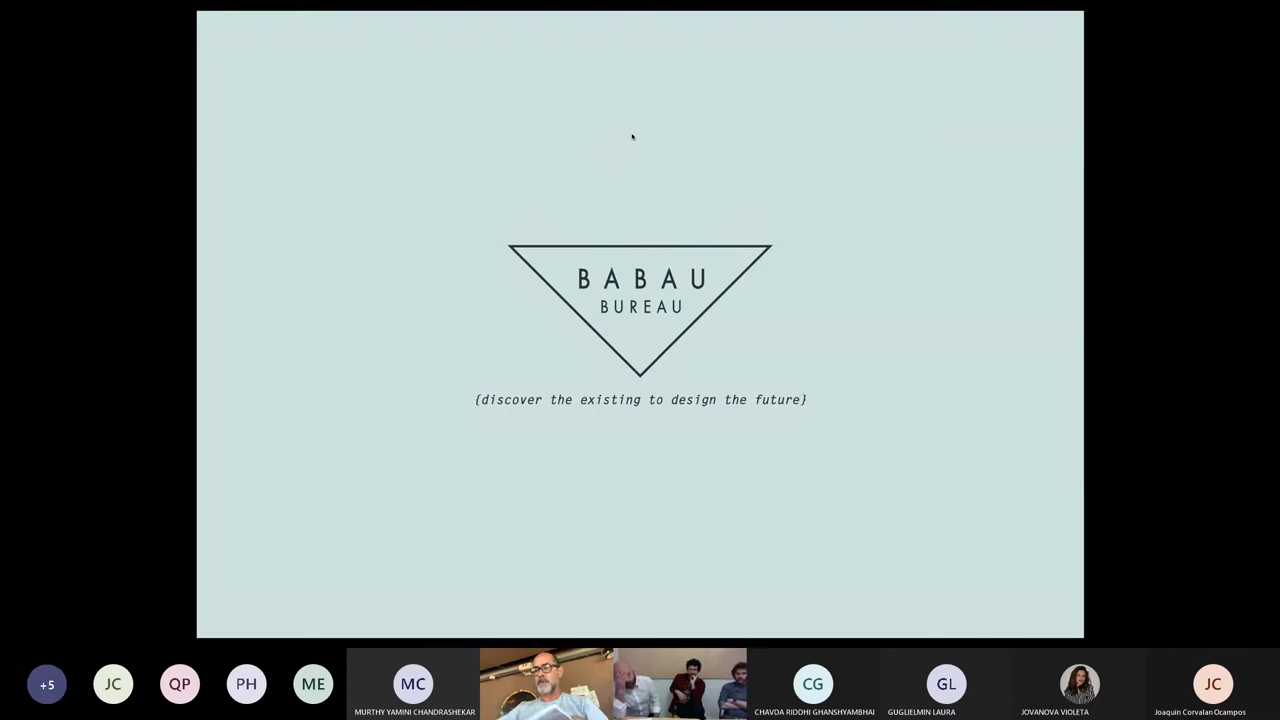 BABAU
BUREAU
{discover the existing to design the future}
+5
JC
QP
PH
ME
MC
MURTHY YAMINI CHANDRASHEKAR
CG
CHAVDA RIDDHI GHANSHYAMBHAI
GL
GUGLIELMIN LAURA
JOVANOVA VIOLETA
JC
Joaquin Corvalan Ocampos